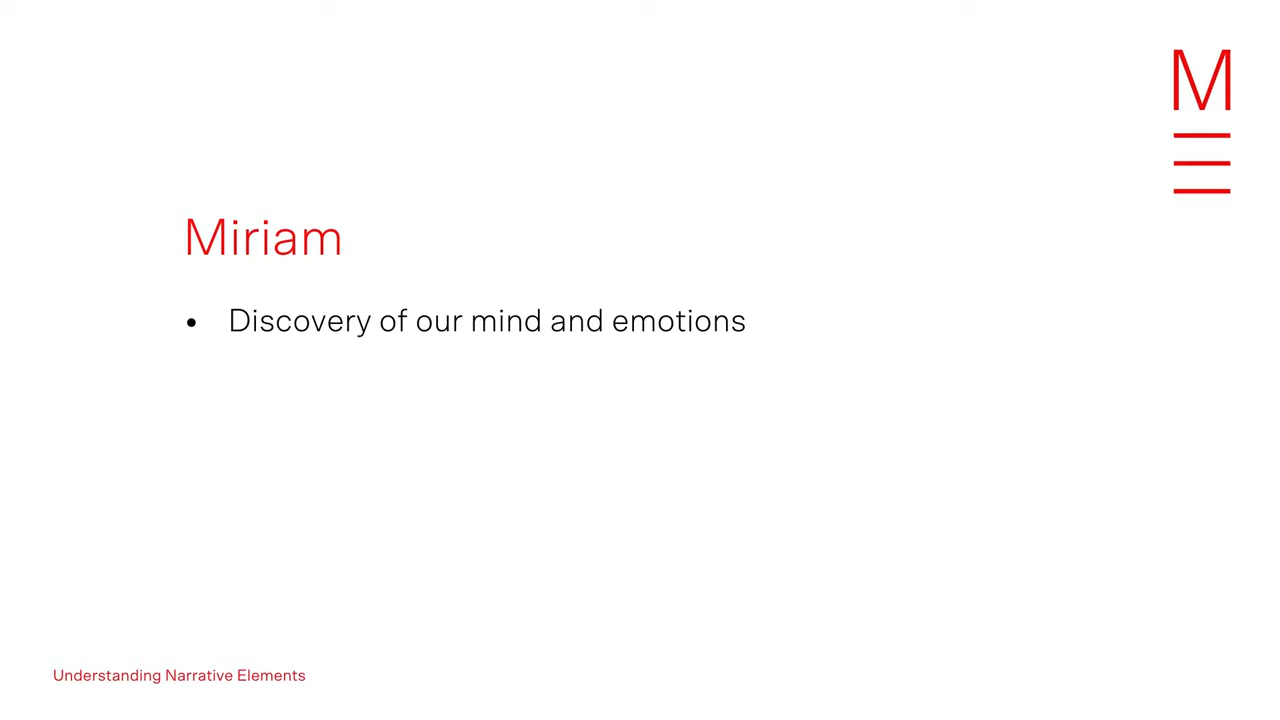 M
Miriam
• Discovery of our mind and emotions
Understanding Narrative Elements